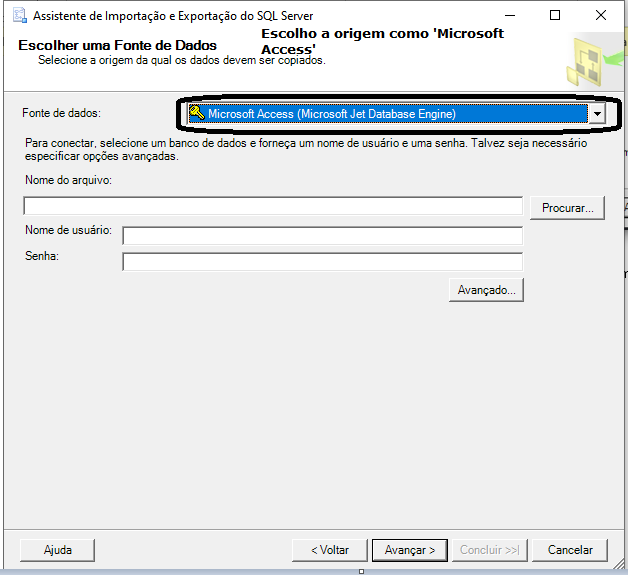 Assistente de Importação e Exportação do SQL Server
Escolher uma Fonte de Dados
Escolho a origem como 'Microsoft
Access'
Selecione a origem da qual os dados devem ser copiados.
Fonte de dados:
Microsoft Access (Microsoft Jet Database Engine)
Para conectar, selecione um banco de dados e forneça um nome de usuário e uma senha. Talvez seja necessário
especificar opções avançadas.
Nome do arquivo:
Procurar...
Nome de usuário:
Senha:
Avançado...
Ajuda
< Voltar
Avançar >
Concluir >>|
Cancelar